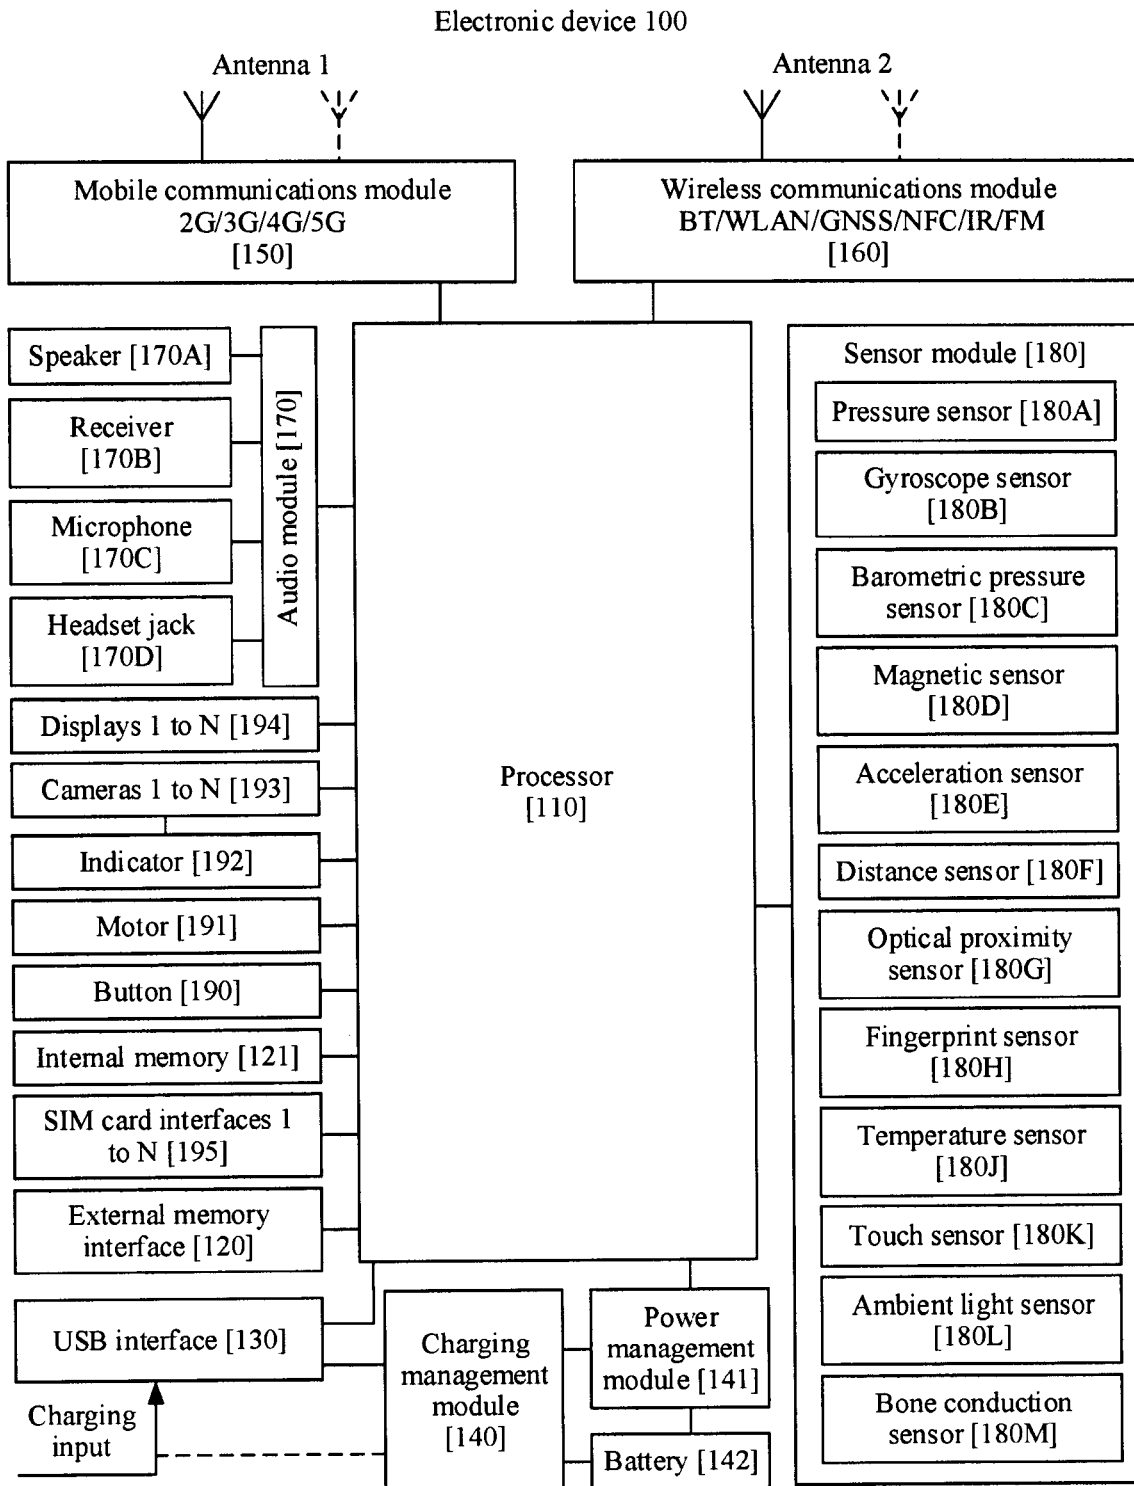 Electronic device 100
Antenna 1
Antenna 2
Mobile communications module
2G/3G/4G/5G
[150]
Wireless communications module
BT/WLAN/GNSS/NFC/IR/FM
[160]
Speaker [170A]
Receiver
[170B]
Microphone
[170C]
Headset jack
[170D]
Audio module [170]
Displays 1 to N [194]
Cameras 1 to N [193]
Indicator [192]
Motor [191]
Button [190]
Internal memory [121]
SIM card interfaces 1
to N [195]
External memory
interface [120]
USB interface [130]
Charging
input
Processor
[110]
Charging
management
module
[140]
Power
management
module [141]
Battery [142]
Sensor module [180]
Pressure sensor [180A]
Gyroscope sensor
[180B]
Barometric pressure
sensor [180C]
Magnetic sensor
[180D]
Acceleration sensor
[180E]
Distance sensor [180F]
Optical proximity
sensor [180G]
Fingerprint sensor
[180H]
Temperature sensor
[180J]
Touch sensor [180K]
Ambient light sensor
[180L]
Bone conduction
sensor [180M]